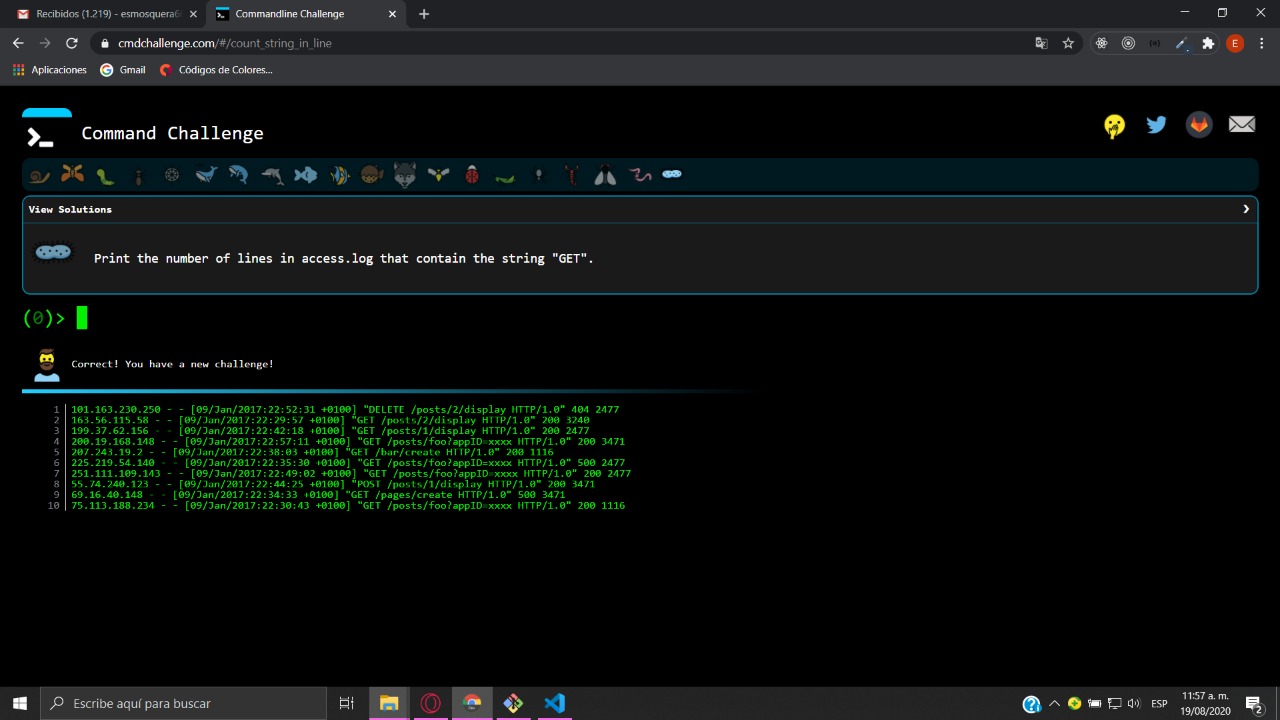 Recibidos (1.219) - esmosquera6
Commandline Challenge
cmdchallenge.com/#/count_string_in_line
E
Aplicaciones
Gmail
Códigos de Colores...
Command Challenge
View Solutions
Print the number of lines in access.log that contain the string "GET".
(0)>
Correct! You have a new challenge!
1 101.163.230.250 - - [09/Jan/2017:22:52:31 +0100] "DELETE /posts/2/display HTTP/1.0" 404 2477
2 163.56.115.58 - - [09/Jan/2017:22:29:57 +0100] "GET /posts/2/display HTTP/1.0" 200 3240
3 199.37.62.156 - - [09/Jan/2017:22:42:18 +0100] "GET /posts/1/display HTTP/1.0" 200 2477
4 200.19.168.148 - - [09/Jan/2017:22:57:11 +0100] "GET /posts/foo?appID=xxxx HTTP/1.0" 200 3471
5 207.243.19.2 - - [09/Jan/2017:22:38:03 +0100] "GET /bar/create HTTP/1.0" 200 1116
6 225.219.54.140 - - [09/Jan/2017:22:35:30 +0100] "GET /posts/foo?appID=xxxx HTTP/1.0" 500 2477
7 251.111.109.143 - - [09/Jan/2017:22:49:02 +0100] "GET /posts/foo?appID=xxxx HTTP/1.0" 200 2477
8 55.74.240.123 - - [09/Jan/2017:22:44:25 +0100] "POST /posts/1/display HTTP/1.0" 200 3471
9 69.16.40.148 - - [09/Jan/2017:22:34:33 +0100] "GET /pages/create HTTP/1.0" 500 3471
10 75.113.188.234 - - [09/Jan/2017:22:30:43 +0100] "GET /posts/foo?appID=xxxx HTTP/1.0" 200 1116
Escribe aquí para buscar
ESP
11:57 a. m.
19/08/2020
2